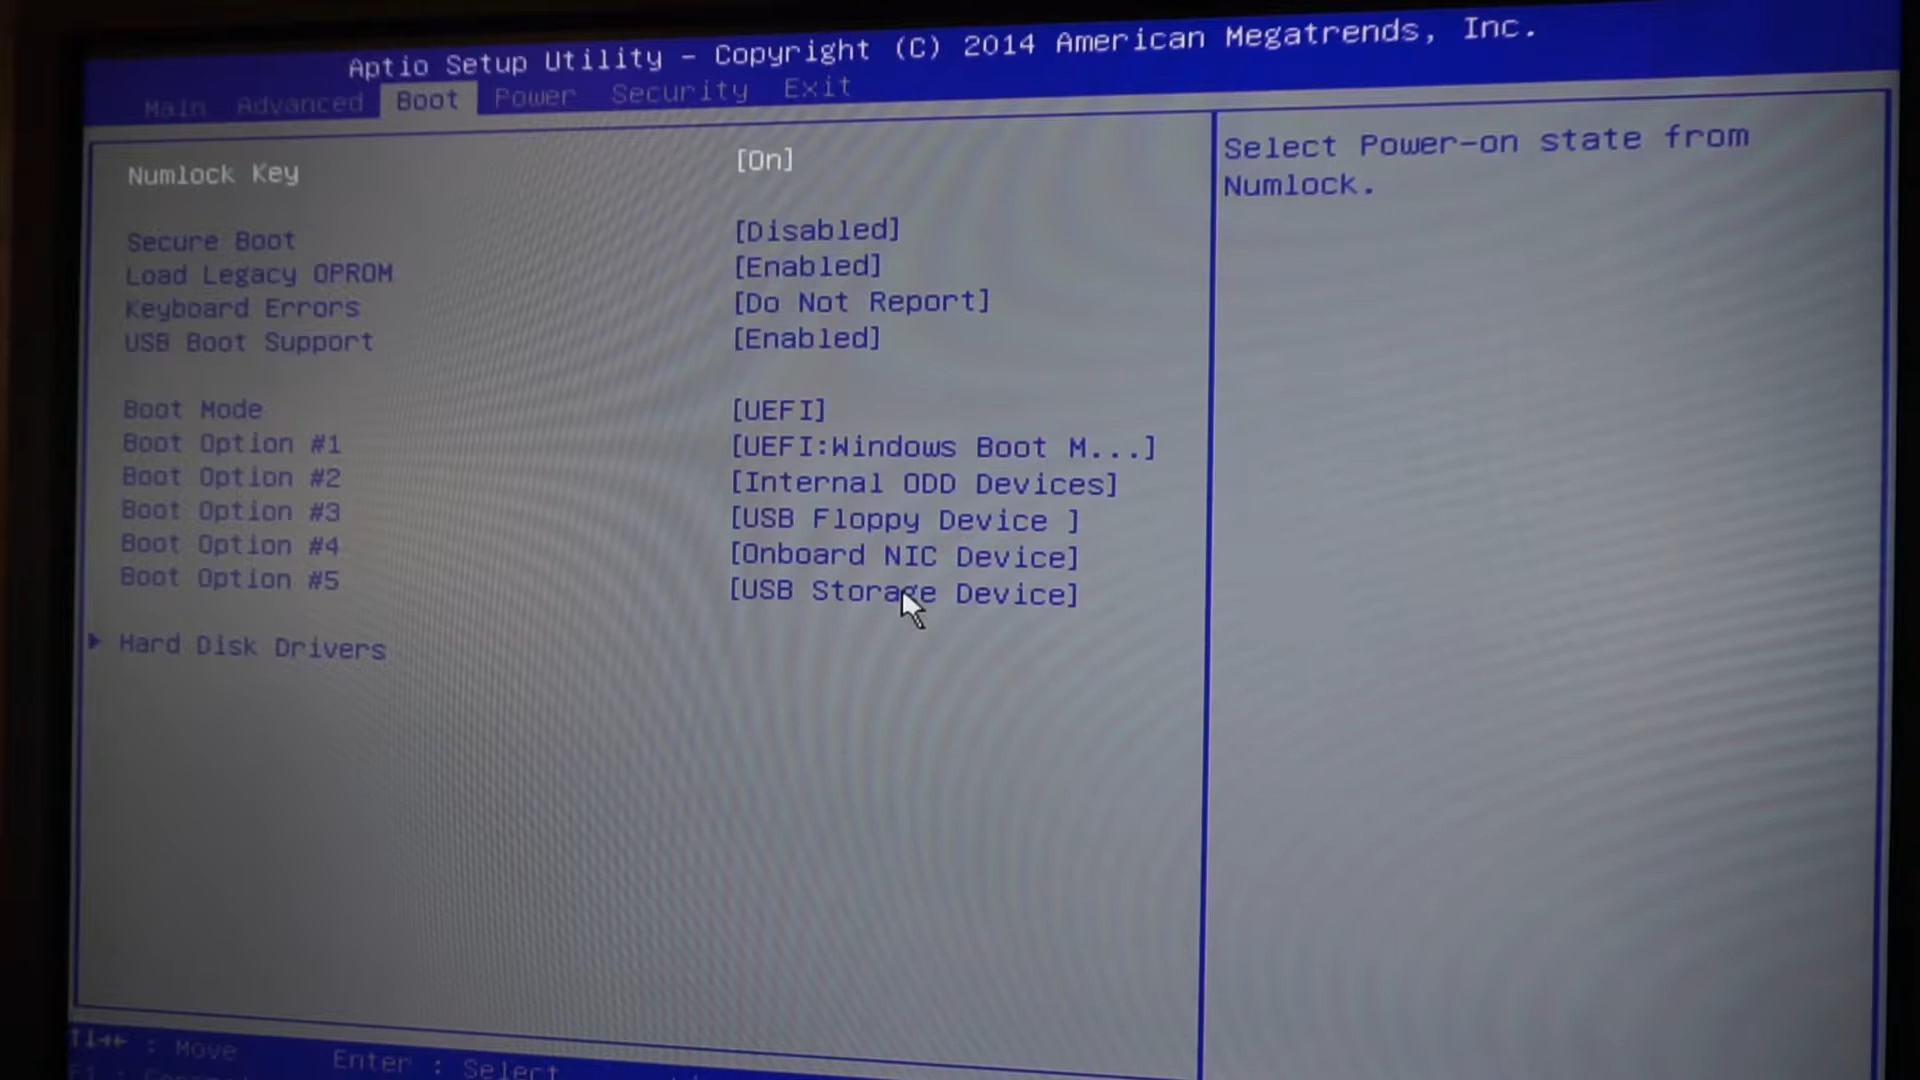 Aptio Setup Utility – Copyright (C) 2014 American Megatrends, Inc.
Main Advanced Boot Power Security Exit
Numlock Key [On]
Secure Boot [Disabled]
Load Legacy OPROM [Enabled]
Keyboard Errors [Do Not Report]
USB Boot Support [Enabled]
Boot Mode [UEFI]
Boot Option #1 [UEFI:Windows Boot M...]
Boot Option #2 [Internal ODD Devices]
Boot Option #3 [USB Floppy Device ]
Boot Option #4 [Onboard NIC Device]
Boot Option #5 [USB Storage Device]
Hard Disk Drivers
Select Power–on state from
Numlock.
↑↓→← : Move Enter : Select
F1 :